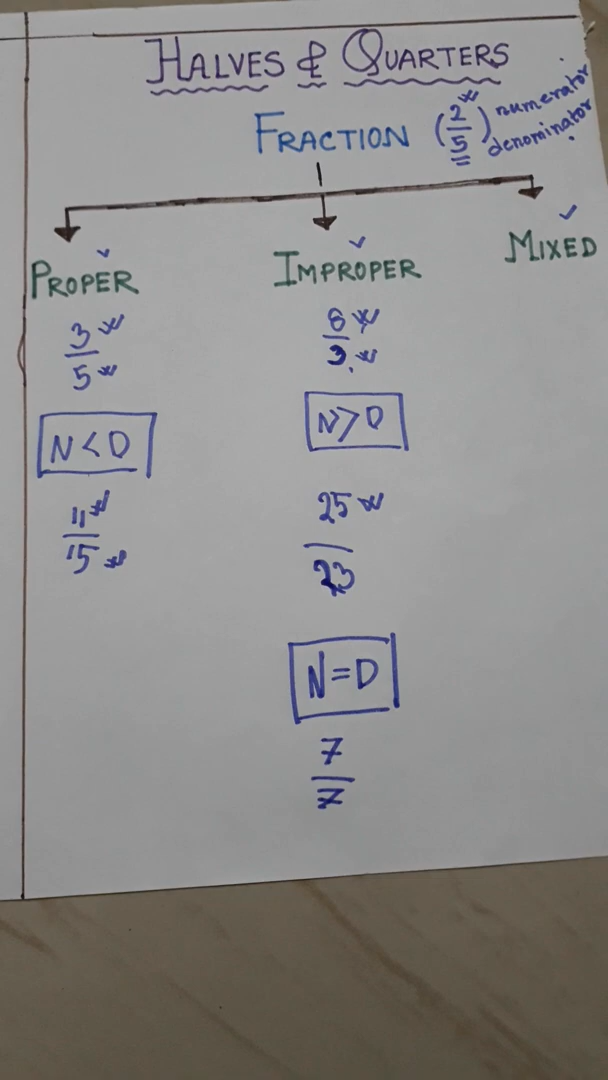 HALVES & QUARTERS
FRACTION (2/5) numerator
denominator
PROPER
IMPROPER
MIXED
3
5
N<D
11
15
8
3
N>D
25
23
N=D
7
7